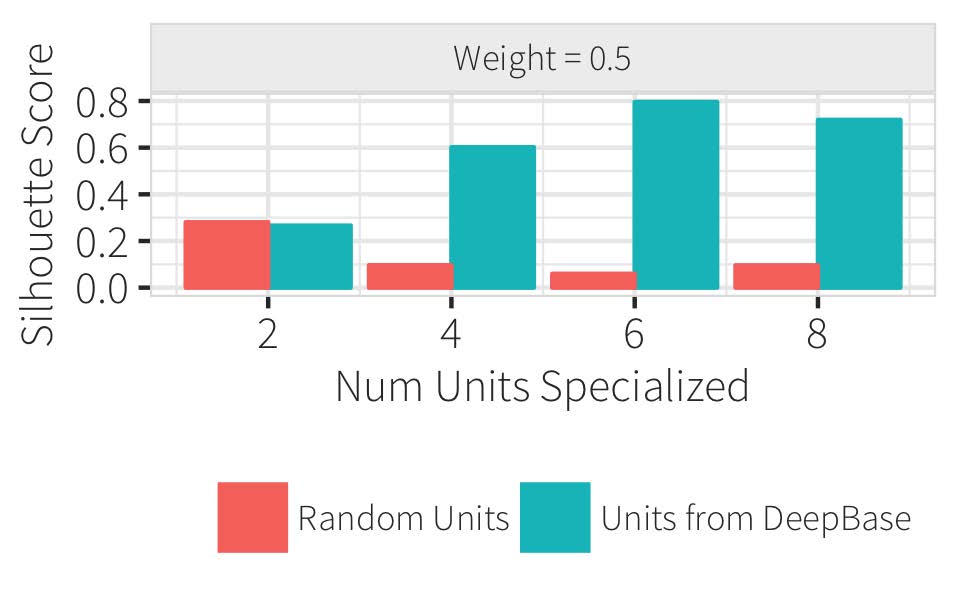 Weight = 0.5
Silhouette Score
0.8
0.6
0.4
0.2
0.0
2 4 6 8
Num Units Specialized
Random Units Units from DeepBase